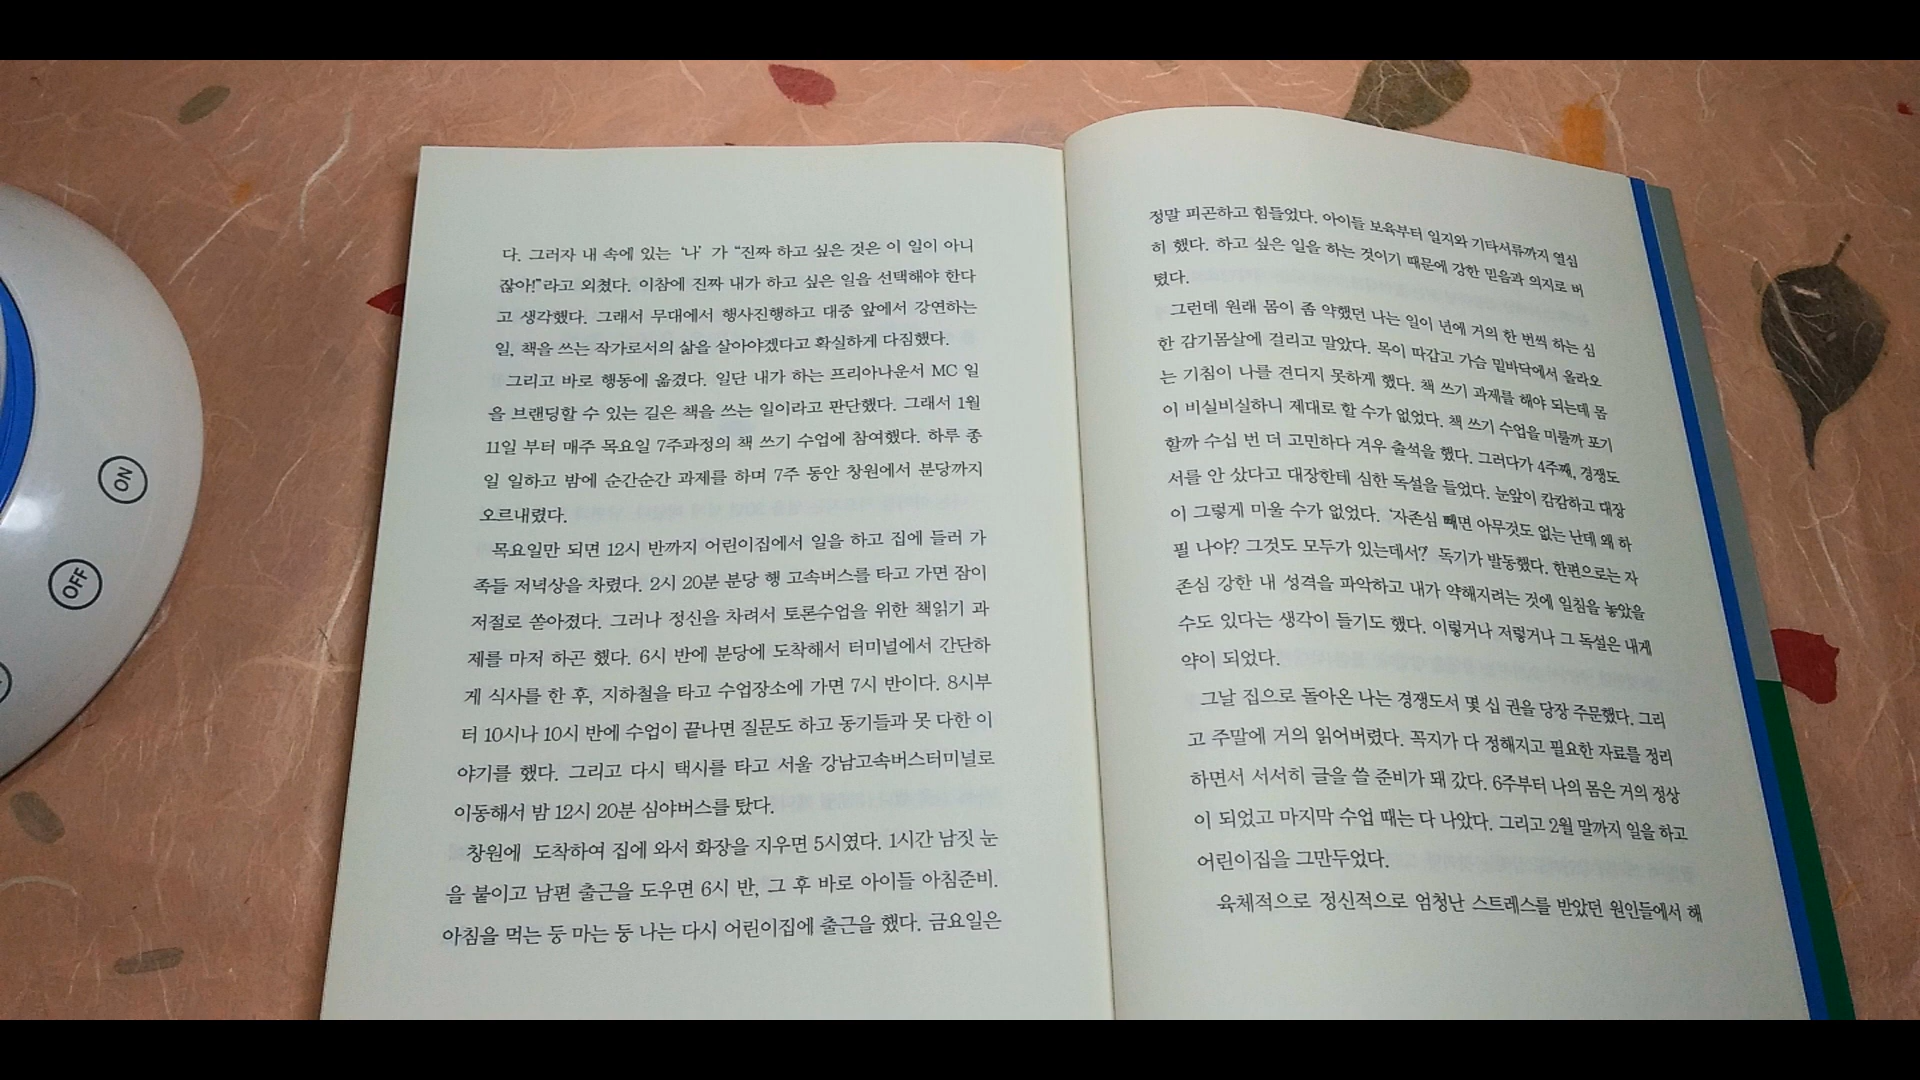 다. 그러자 내 속에 있는 '나' 가 “진짜 하고 싶은 것은 이 일이 아니
잖아!”라고 외쳤다. 이참에 진짜 내가 하고 싶은 일을 선택해야 한다
고 생각했다. 그래서 무대에서 행사진행하고 대중 앞에서 강연하는
일, 책을 쓰는 작가로서의 삶을 살아야겠다고 확실하게 다짐했다.
그리고 바로 행동에 옮겼다. 일단 내가 하는 프리아나운서 MC 일
을 브랜딩할 수 있는 길은 책을 쓰는 일이라고 판단했다. 그래서 1월
11일 부터 매주 목요일 7주과정의 책 쓰기 수업에 참여했다. 하루 종
일 일하고 밤에 순간순간 과제를 하며 7주 동안 창원에서 분당까지
오르내렸다.
목요일만 되면 12시 반까지 어린이집에서 일을 하고 집에 들러 가
족들 저녁상을 차렸다. 2시 20분 분당 행 고속버스를 타고 가면 잠이
저절로 쏟아졌다. 그러나 정신을 차려서 토론수업을 위한 책읽기 과
제를 마저 하곤 했다. 6시 반에 분당에 도착해서 터미널에서 간단하
게 식사를 한 후, 지하철을 타고 수업장소에 가면 7시 반이다. 8시부
터 10시나 10시 반에 수업이 끝나면 질문도 하고 동기들과 못 다한 이
야기를 했다. 그리고 다시 택시를 타고 서울 강남고속버스터미널로
이동해서 밤 12시 20분 심야버스를 탔다.
창원에 도착하여 집에 와서 화장을 지우면 5시였다. 1시간 남짓 눈
을 붙이고 남편 출근을 도우면 6시 반, 그 후 바로 아이들 아침준비.
아침을 먹는 둥 마는 둥 나는 다시 어린이집에 출근을 했다. 금요일은
정말 피곤하고 힘들었다. 아이들 보육부터 일지와 기타서류까지 열심
히 했다. 하고 싶은 일을 하는 것이기 때문에 강한 믿음과 의지로 버
텼다.
그런데 원래 몸이 좀 약했던 나는 일이 년에 거의 한 번씩 하는 심
한 감기몸살에 걸리고 말았다. 목이 따갑고 가슴 밑바닥에서 올라오
는 기침이 나를 견디지 못하게 했다. 책 쓰기 과제를 해야 되는데 몸
이 비실비실하니 제대로 할 수가 없었다. 책 쓰기 수업을 미룰까 포기
할까 수십 번 더 고민하다 겨우 출석을 했다. 그러다가 4주째, 경쟁도
서를 안 샀다고 대장한테 심한 독설을 들었다. 눈앞이 캄캄하고 대장
이 그렇게 미울 수가 없었다. '자존심 빼면 아무것도 없는 난데 왜 하
필 나야? 그것도 모두가 있는데서?' 독기가 발동했다. 한편으로는 자
존심 강한 내 성격을 파악하고 내가 약해지려는 것에 일침을 놓았을
수도 있다는 생각이 들기도 했다. 이렇거나 저렇거나 그 독설은 내게
약이 되었다.
그날 집으로 돌아온 나는 경쟁도서 몇 십 권을 당장 주문했다. 그리
고 주말에 거의 읽어버렸다. 꼭지가 다 정해지고 필요한 자료를 정리
하면서 서서히 글을 쓸 준비가 돼 갔다. 6주부터 나의 몸은 거의 정상
이 되었고 마지막 수업 때는 다 나았다. 그리고 2월 말까지 일을 하고
어린이집을 그만두었다.
육체적으로 정신적으로 엄청난 스트레스를 받았던 원인들에서 해
ON
OFF